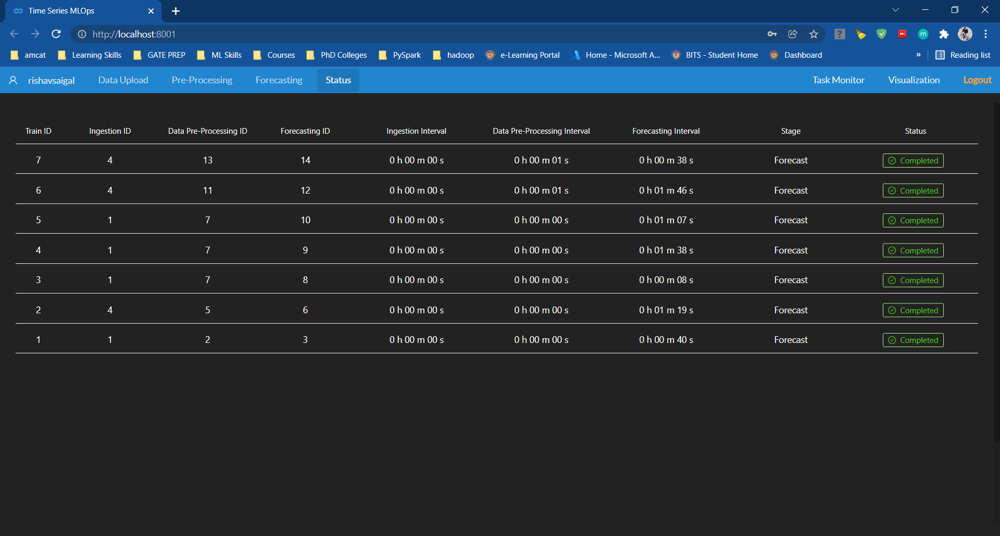 Time Series MLOps
http://localhost:8001
amcat Learning Skills GATE PREP ML Skills Courses PhD Colleges PySpark hadoop e-Learning Portal Home - Microsoft A... BITS - Student Home Dashboard » Reading list
rishavsaigal Data Upload Pre-Processing Forecasting Status Task Monitor Visualization Logout
Train ID Ingestion ID Data Pre-Processing ID Forecasting ID Ingestion Interval Data Pre-Processing Interval Forecasting Interval Stage Status
7 4 13 14 0 h 00 m 00 s 0 h 00 m 01 s 0 h 00 m 38 s Forecast Completed
6 4 11 12 0 h 00 m 00 s 0 h 00 m 01 s 0 h 01 m 46 s Forecast Completed
5 1 7 10 0 h 00 m 00 s 0 h 00 m 00 s 0 h 01 m 07 s Forecast Completed
4 1 7 9 0 h 00 m 00 s 0 h 00 m 00 s 0 h 01 m 38 s Forecast Completed
3 1 7 8 0 h 00 m 00 s 0 h 00 m 00 s 0 h 00 m 08 s Forecast Completed
2 4 5 6 0 h 00 m 00 s 0 h 00 m 00 s 0 h 01 m 19 s Forecast Completed
1 1 2 3 0 h 00 m 00 s 0 h 00 m 00 s 0 h 00 m 40 s Forecast Completed